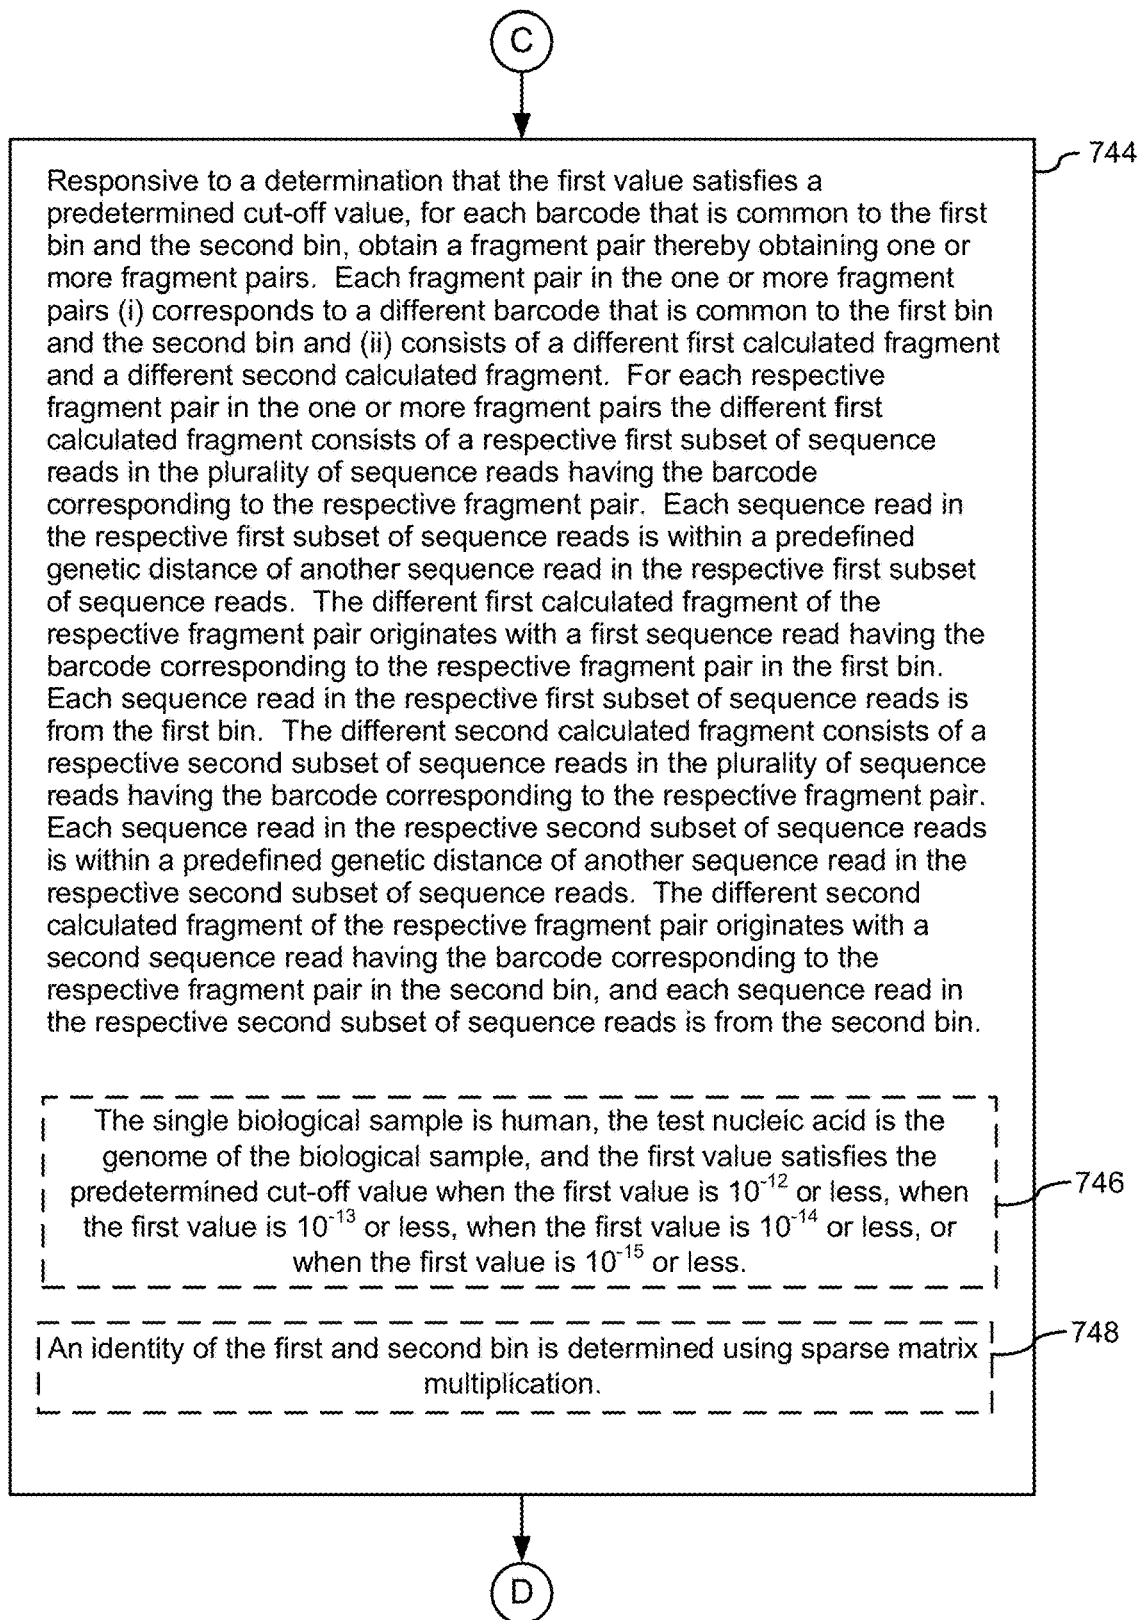 C
744
Responsive to a determination that the first value satisfies a
predetermined cut-off value, for each barcode that is common to the first
bin and the second bin, obtain a fragment pair thereby obtaining one or
more fragment pairs.  Each fragment pair in the one or more fragment
pairs (i) corresponds to a different barcode that is common to the first bin
and the second bin and (ii) consists of a different first calculated fragment
and a different second calculated fragment.  For each respective
fragment pair in the one or more fragment pairs the different first
calculated fragment consists of a respective first subset of sequence
reads in the plurality of sequence reads having the barcode
corresponding to the respective fragment pair.  Each sequence read in
the respective first subset of sequence reads is within a predefined
genetic distance of another sequence read in the respective first subset
of sequence reads.  The different first calculated fragment of the
respective fragment pair originates with a first sequence read having the
barcode corresponding to the respective fragment pair in the first bin.
Each sequence read in the respective first subset of sequence reads is
from the first bin.  The different second calculated fragment consists of a
respective second subset of sequence reads in the plurality of sequence
reads having the barcode corresponding to the respective fragment pair.
Each sequence read in the respective second subset of sequence reads
is within a predefined genetic distance of another sequence read in the
respective second subset of sequence reads.  The different second
calculated fragment of the respective fragment pair originates with a
second sequence read having the barcode corresponding to the
respective fragment pair in the second bin, and each sequence read in
the respective second subset of sequence reads is from the second bin.
The single biological sample is human, the test nucleic acid is the
genome of the biological sample, and the first value satisfies the
predetermined cut-off value when the first value is 10⁻¹² or less, when
the first value is 10⁻¹³ or less, when the first value is 10⁻¹⁴ or less, or
when the first value is 10⁻¹⁵ or less.
746
An identity of the first and second bin is determined using sparse matrix
multiplication.
748
D